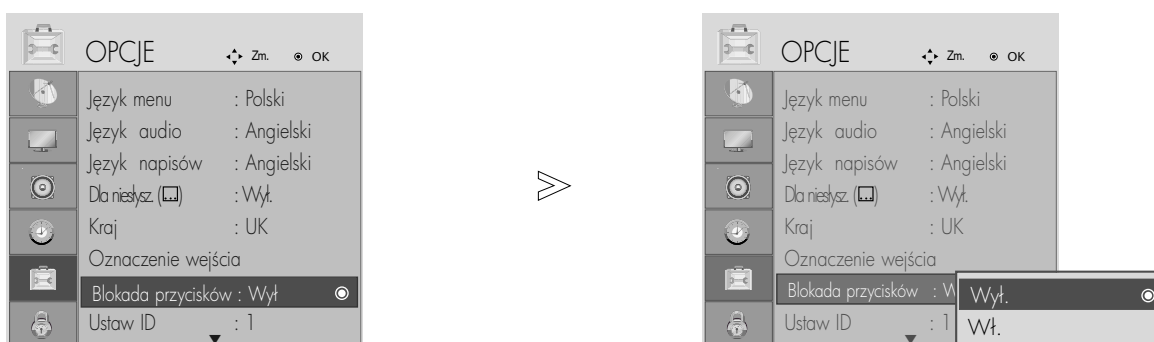 OPCJE Zm. OK
Język menu : Polski
Język audio : Angielski
Język napisów : Angielski
Dla niesłysz. ( ) : Wył.
Kraj : UK
Oznaczenie wejścia
Blokada przycisków : Wył
Ustaw ID : 1
OPCJE Zm. OK
Język menu : Polski
Język audio : Angielski
Język napisów : Angielski
Dla niesłysz. ( ) : Wył.
Kraj : UK
Oznaczenie wejścia
Blokada przycisków : W
Ustaw ID : 1
Wył.
Wł.